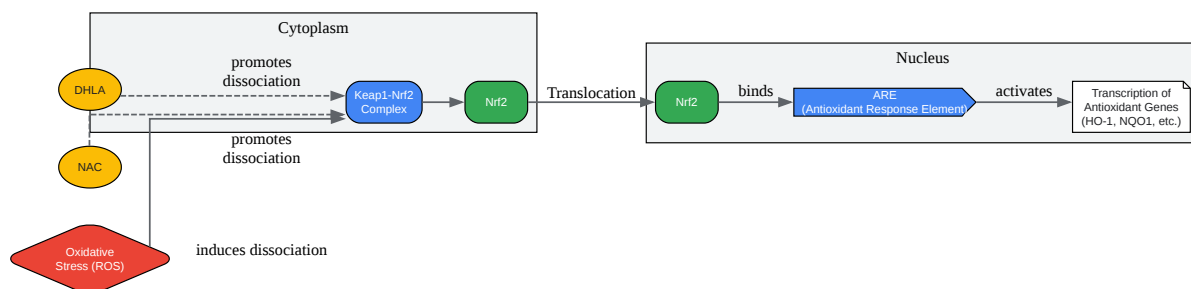 Cytoplasm
Nucleus
promotes
dissociation
DHLA
Keap1-Nrf2
Complex
Nrf2
Translocation
Nrf2
binds
ARE
(Antioxidant Response Element)
activates
Transcription of
Antioxidant Genes
(HO-1, NQO1, etc.)
promotes
dissociation
NAC
Oxidative
Stress (ROS)
induces dissociation